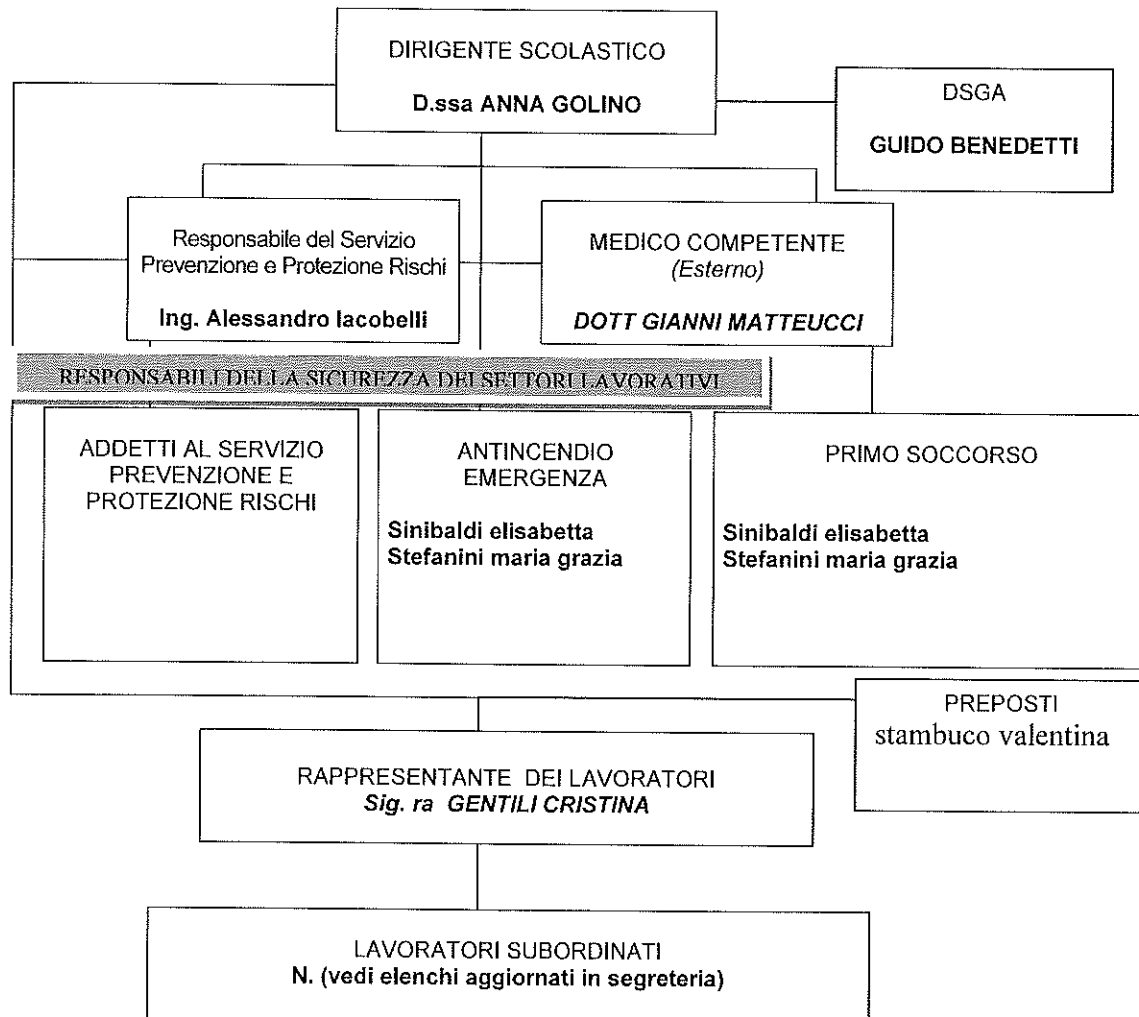 DIRIGENTE SCOLASTICO
D.ssa ANNA GOLINO
DSGA
GUIDO BENEDETTI
Responsabile del Servizio
Prevenzione e Protezione Rischi
Ing. Alessandro Iacobelli
MEDICO COMPETENTE
(Esterno)
DOTT GIANNI MATTEUCCI
RESPONSABILI DELLA SICUREZZA DEI SETTORI LAVORATIVI
ADDETTI AL SERVIZIO
PREVENZIONE E
PROTEZIONE RISCHI
ANTINCENDIO
EMERGENZA
Sinibaldi elisabetta
Stefanini maria grazia
PRIMO SOCCORSO
Sinibaldi elisabetta
Stefanini maria grazia
PREPOSTI
stambuco valentina
RAPPRESENTANTE DEI LAVORATORI
Sig. ra GENTILI CRISTINA
LAVORATORI SUBORDINATI
N. (vedi elenchi aggiornati in segreteria)